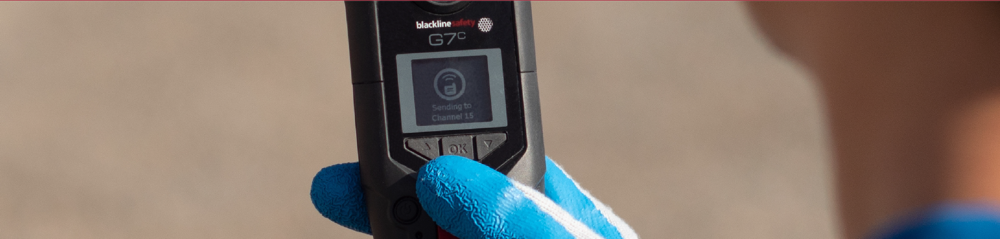 blacklinesafety
G7c
Sending to
Channel 15
OK